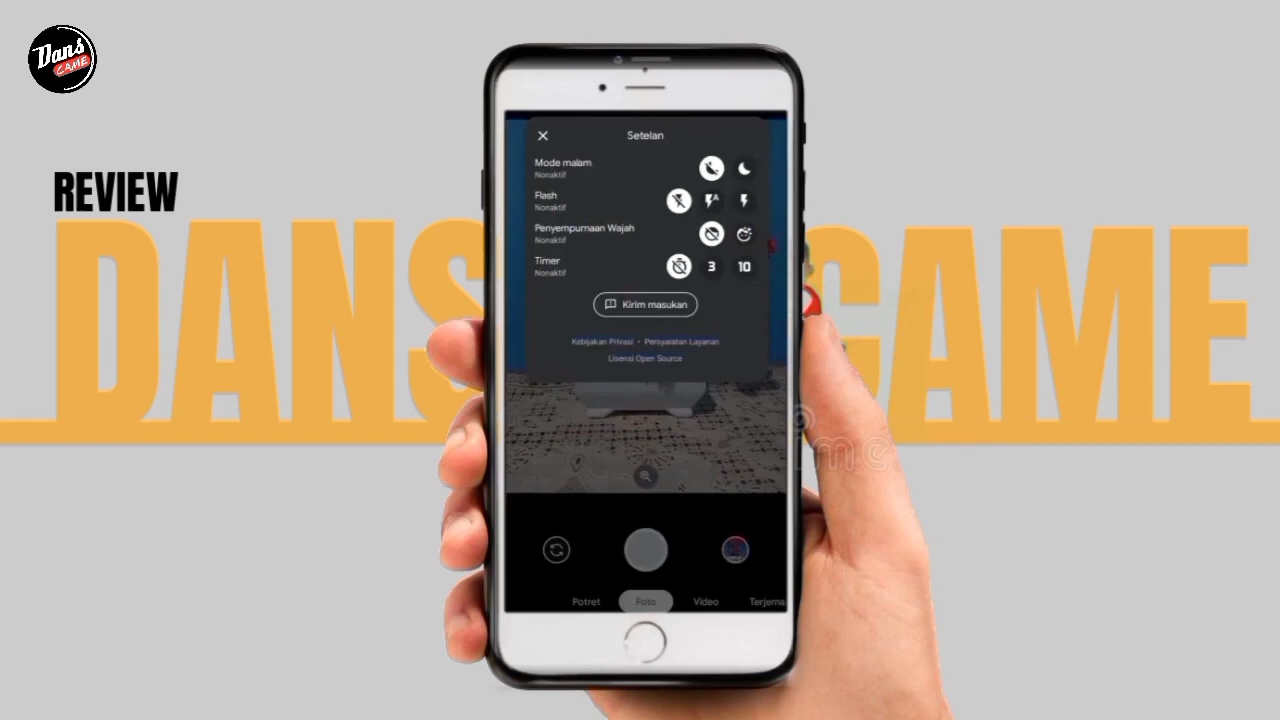 Dans
GAME
REVIEW
DANS GAME
Setelan
Mode malam
Nonaktif
Flash
Nonaktif
Penyempurnaan Wajah
Nonaktif
Timer
Nonaktif
3
10
Kirim masukan
Kebijakan Privasi • Persyaratan Layanan
Lisensi Open Source
Potret
Foto
Video
Terjema